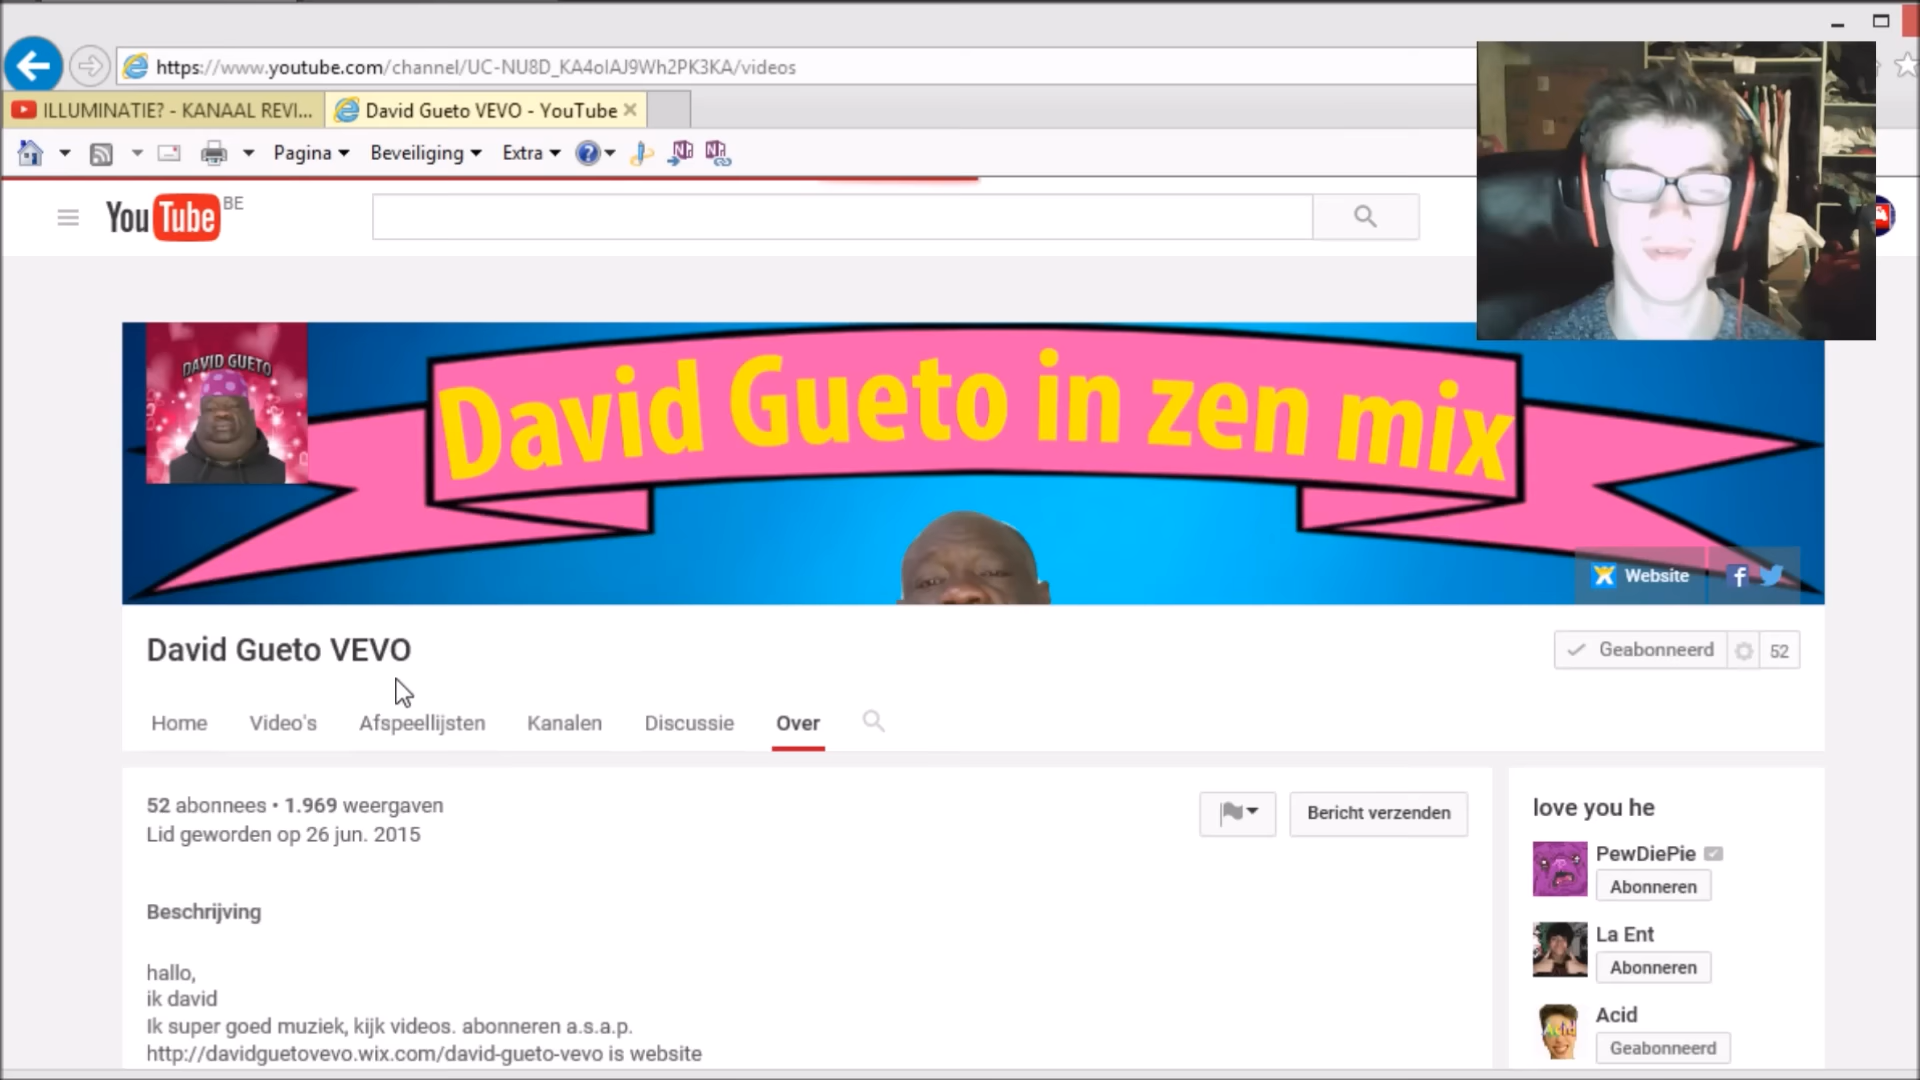 https://www.youtube.com/channel/UC-NU8D_KA4oIAJ9Wh2PK3KA/videos
ILLUMINATIE? - KANAAL REVI...
David Gueto VEVO - YouTube
Pagina
Beveiliging
Extra
YouTube BE
DAVID GUETO
David Gueto in zen mix
Website
David Gueto VEVO
Geabonneerd
52
Home
Video's
Afspeellijsten
Kanalen
Discussie
Over
52 abonnees • 1.969 weergaven
Lid geworden op 26 jun. 2015
Bericht verzenden
Beschrijving
hallo,
ik david
Ik super goed muziek, kijk videos. abonneren a.s.a.p.
http://davidguetovevo.wix.com/david-gueto-vevo is website
love you he
PewDiePie
Abonneren
La Ent
Abonneren
Acid
Acid
Geabonneerd